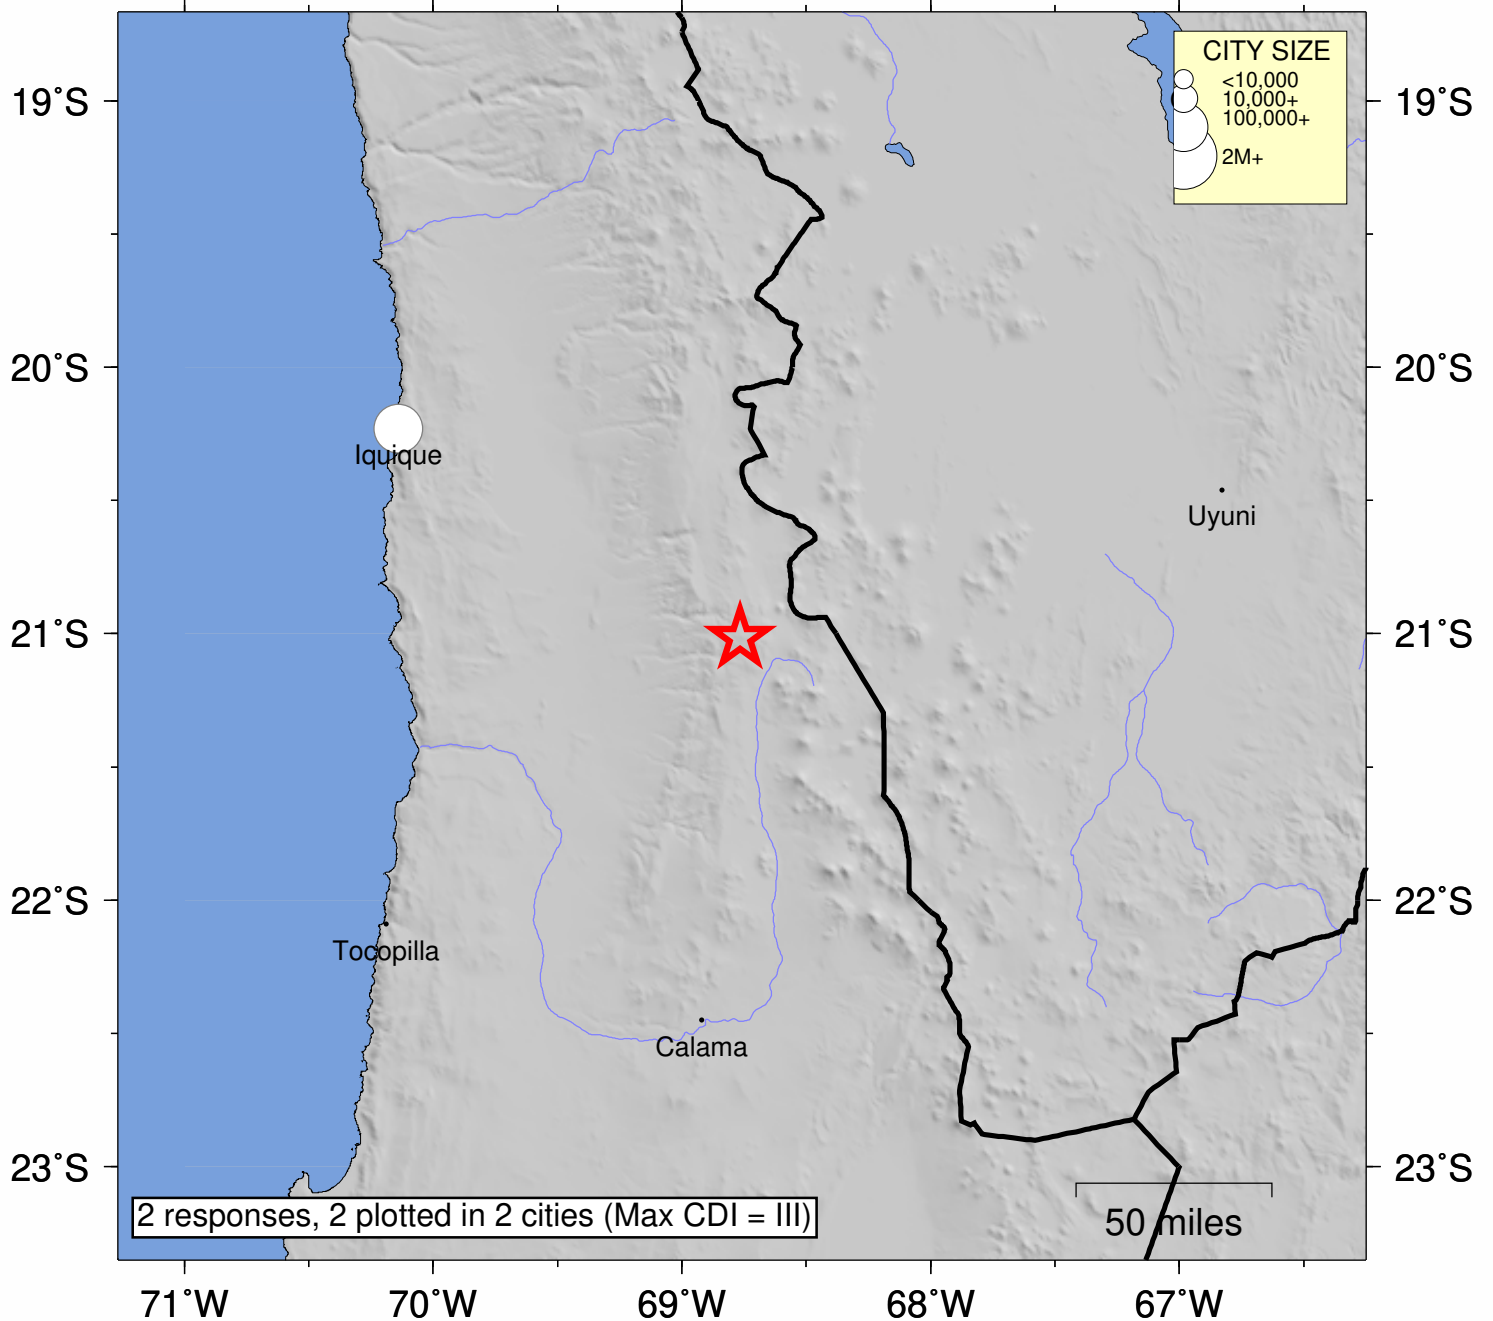 CITY SIZE
<10,000
10,000+
100,000+
2M+
19°S
19°S
20°S
20°S
Iquique
Uyuni
21°S
21°S
22°S
22°S
Tocopilla
Calama
23°S
23°S
2 responses, 2 plotted in 2 cities (Max CDI = III)
50 miles
71°W
70°W
69°W
68°W
67°W